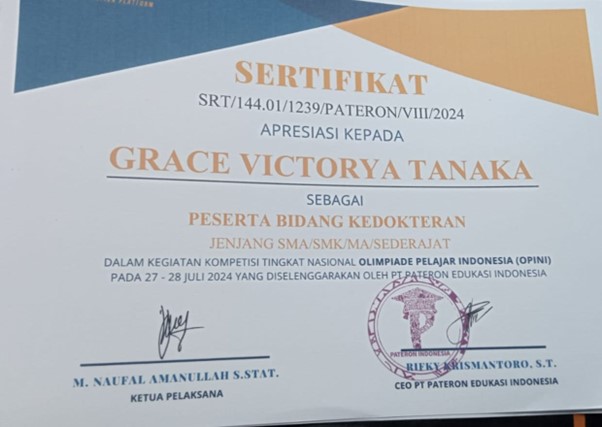 PLATFORM
SERTIFIKAT
SRT/144.01/1239/PATERON/VIII/2024
APRESIASI KEPADA
GRACE VICTORYA TANAKA
SEBAGAI
PESERTA BIDANG KEDOKTERAN
JENJANG SMA/SMK/MA/SEDERAJAT
DALAM KEGIATAN KOMPETISI TINGKAT NASIONAL OLIMPIADE PELAJAR INDONESIA (OPINI)
PADA 27 - 28 JULI 2024 YANG DISELENGGARAKAN OLEH PT PATERON EDUKASI INDONESIA
PATERON INDONESIA
M. NAUFAL AMANULLAH S.STAT.
KETUA PELAKSANA
RIFKY KRISMANTORO, S.T.
CEO PT PATERON EDUKASI INDONESIA